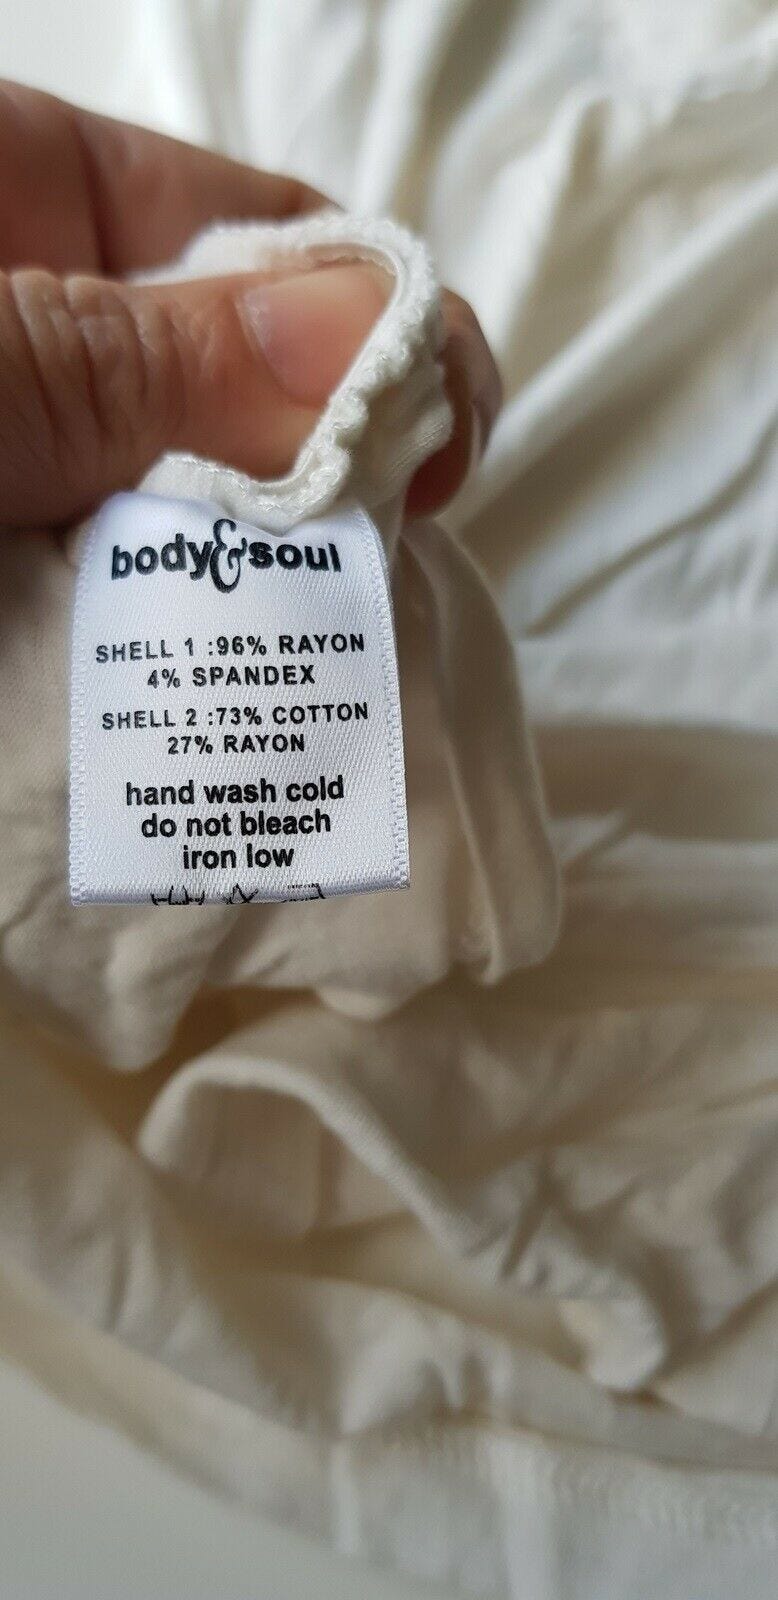 body&soul
SHELL 1 :96% RAYON
4% SPANDEX
SHELL 2 :73% COTTON
27% RAYON
hand wash cold
do not bleach
iron low